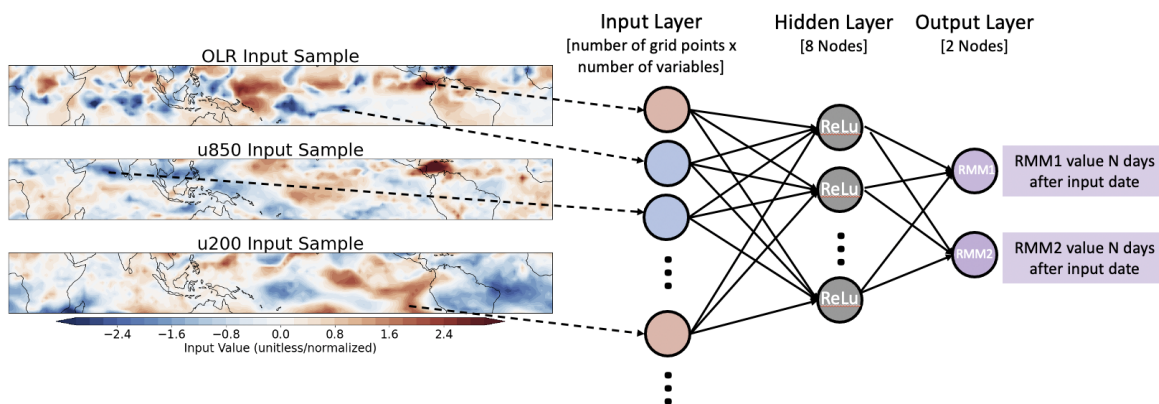 OLR Input Sample
u850 Input Sample
u200 Input Sample
−2.4 −1.6 −0.8 0.0 0.8 1.6 2.4
Input Value (unitless/normalized)
Input Layer
[number of grid points x
number of variables]
Hidden Layer
[8 Nodes]
Output Layer
[2 Nodes]
ReLu
ReLu
ReLu
RMM1
RMM2
RMM1 value N days
after input date
RMM2 value N days
after input date